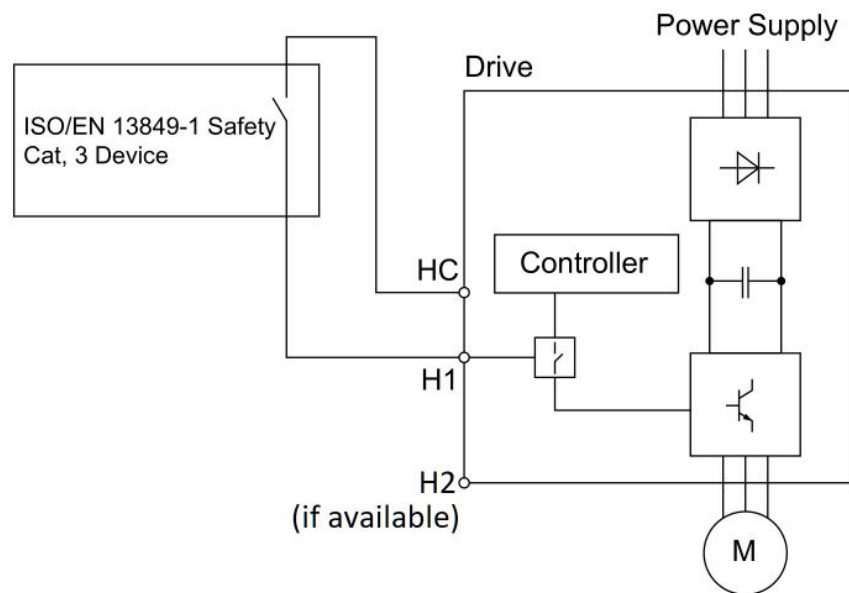 Power Supply
Drive
ISO/EN 13849-1 Safety
Cat, 3 Device
HC
Controller
H1
H2
(if available)
M